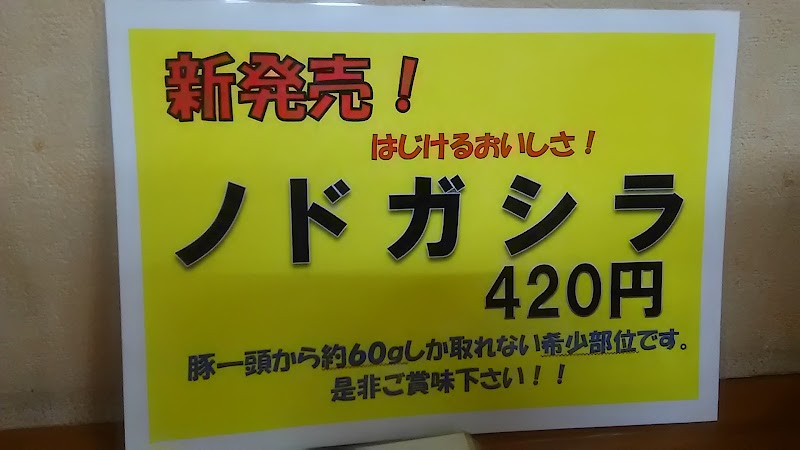 新発売！
はじけるおいしさ！
ノドガシラ
420円
豚一頭から約60gしか取れない希少部位です。
是非ご賞味下さい！！